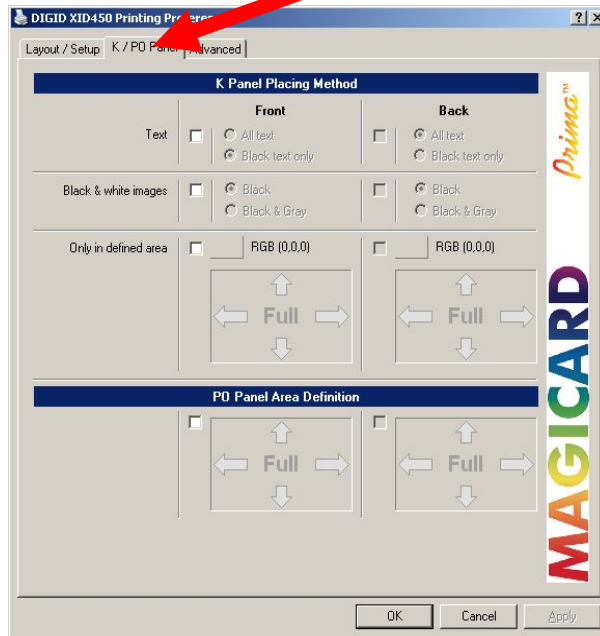 DIGID XID450 Printing
Layout / Setup K / PO Panel Advanced
K Panel Placing Method
Front Back
Text All text All text
Black text only Black text only
Black & white images Black Black
Black & Gray Black & Gray
Only in defined area RGB (0,0,0) RGB (0,0,0)
Full Full
PO Panel Area Definition
Full Full
OK Cancel Apply
Prima™
MAGICARD